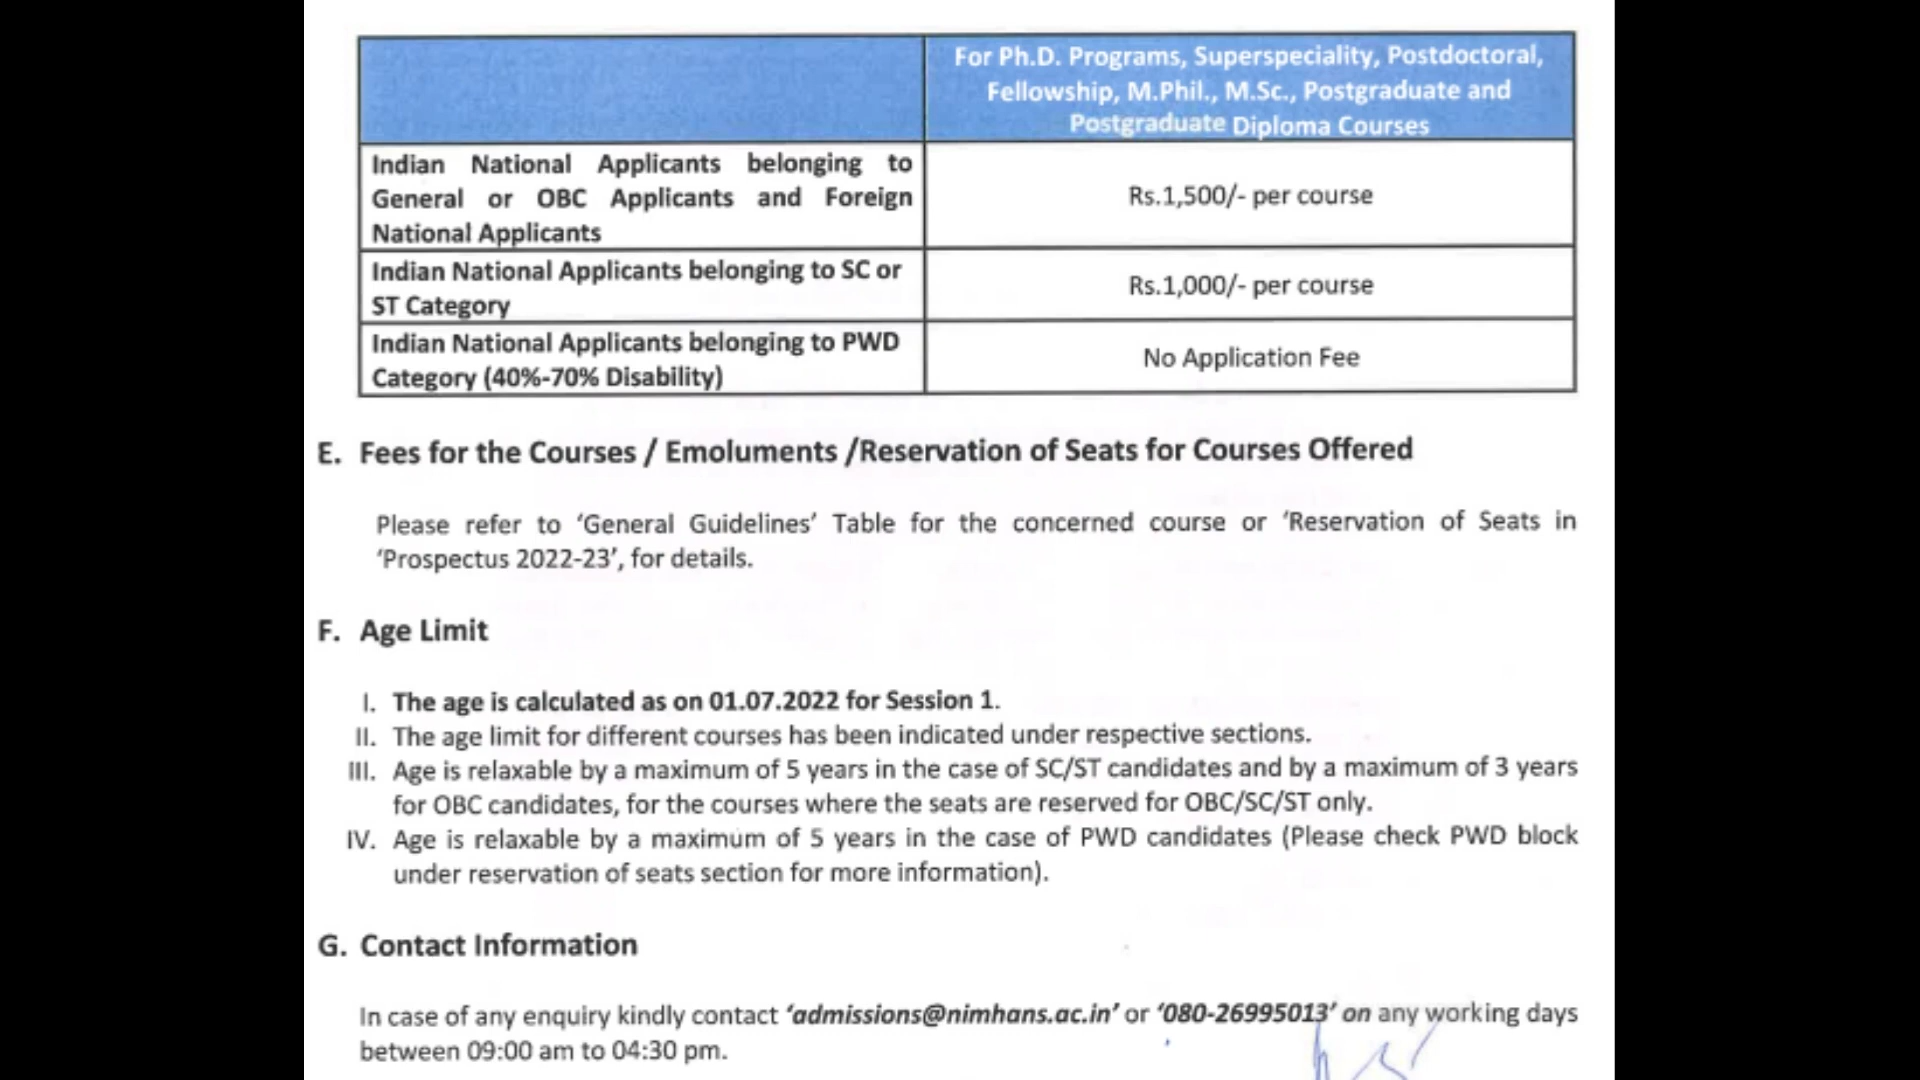 For Ph.D. Programs, Superspeciality, Postdoctoral,
Fellowship, M.Phil., M.Sc., Postgraduate and
Postgraduate Diploma Courses
Indian National Applicants belonging to
General or OBC Applicants and Foreign
National Applicants
Rs.1,500/- per course
Indian National Applicants belonging to SC or
ST Category
Rs.1,000/- per course
Indian National Applicants belonging to PWD
Category (40%-70% Disability)
No Application Fee
E. Fees for the Courses / Emoluments /Reservation of Seats for Courses Offered
Please refer to ‘General Guidelines’ Table for the concerned course or ‘Reservation of Seats in
‘Prospectus 2022-23’, for details.
F. Age Limit
I. The age is calculated as on 01.07.2022 for Session 1.
II. The age limit for different courses has been indicated under respective sections.
III. Age is relaxable by a maximum of 5 years in the case of SC/ST candidates and by a maximum of 3 years
for OBC candidates, for the courses where the seats are reserved for OBC/SC/ST only.
IV. Age is relaxable by a maximum of 5 years in the case of PWD candidates (Please check PWD block
under reservation of seats section for more information).
G. Contact Information
In case of any enquiry kindly contact ‘admissions@nimhans.ac.in’ or ‘080-26995013’ on any working days
between 09:00 am to 04:30 pm.